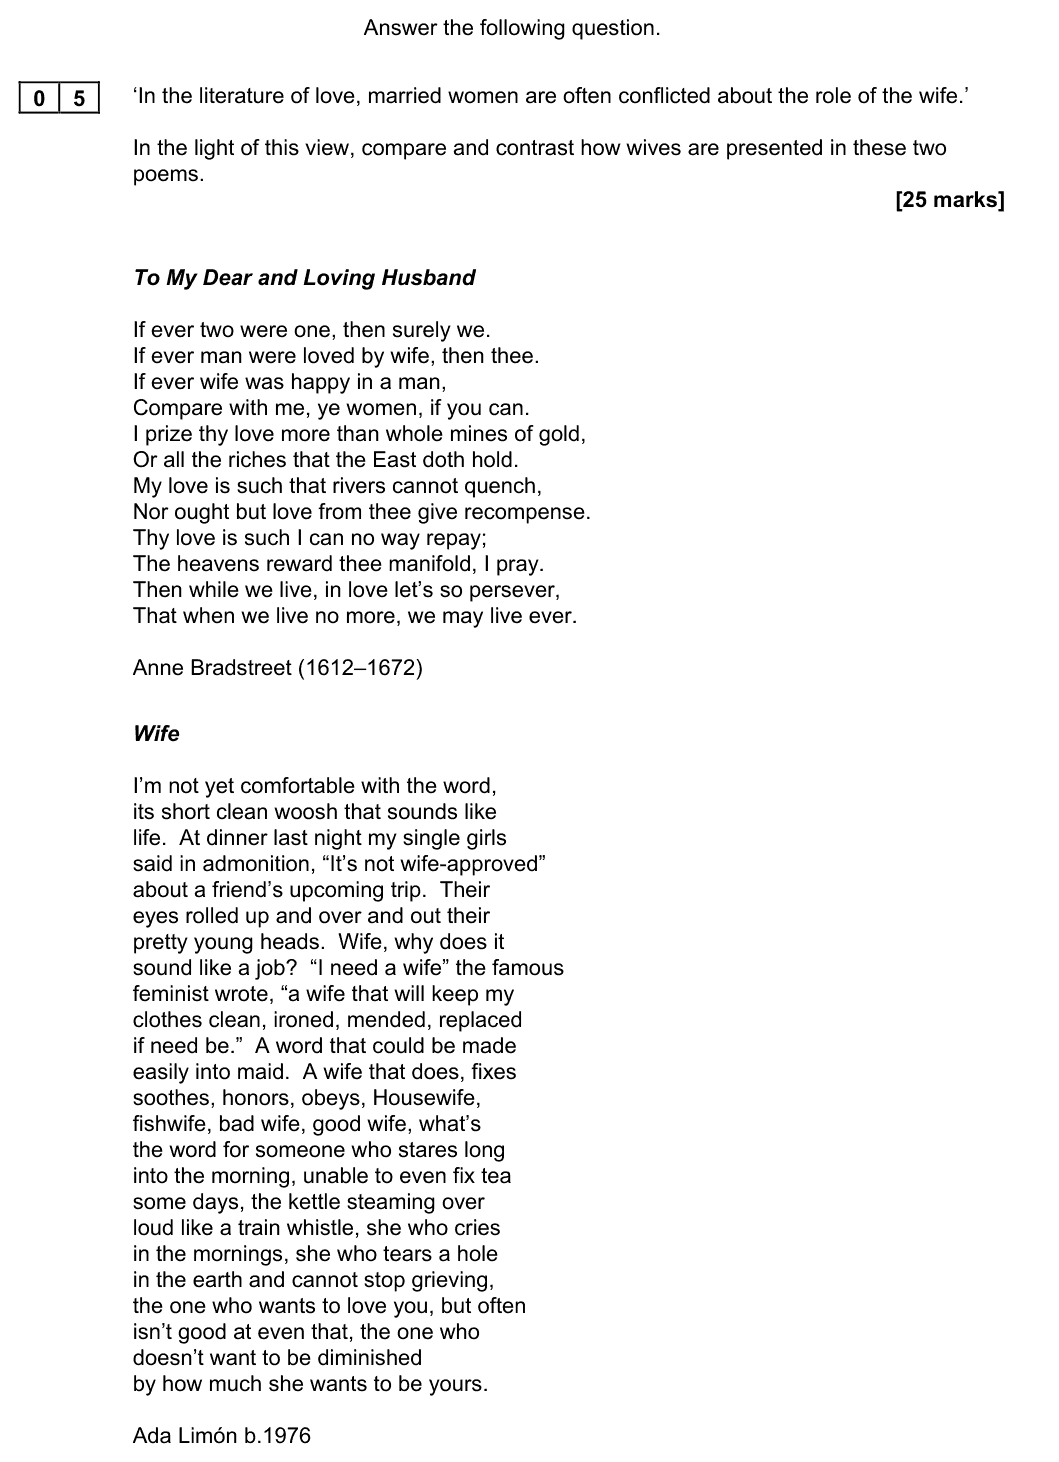 Answer the following question.
0 5 ‘In the literature of love, married women are often conflicted about the role of the wife.’
In the light of this view, compare and contrast how wives are presented in these two
poems.
[25 marks]
To My Dear and Loving Husband
If ever two were one, then surely we.
If ever man were loved by wife, then thee.
If ever wife was happy in a man,
Compare with me, ye women, if you can.
I prize thy love more than whole mines of gold,
Or all the riches that the East doth hold.
My love is such that rivers cannot quench,
Nor ought but love from thee give recompense.
Thy love is such I can no way repay;
The heavens reward thee manifold, I pray.
Then while we live, in love let’s so persever,
That when we live no more, we may live ever.
Anne Bradstreet (1612–1672)
Wife
I’m not yet comfortable with the word,
its short clean woosh that sounds like
life.  At dinner last night my single girls
said in admonition, “It’s not wife-approved”
about a friend’s upcoming trip.  Their
eyes rolled up and over and out their
pretty young heads.  Wife, why does it
sound like a job?  “I need a wife” the famous
feminist wrote, “a wife that will keep my
clothes clean, ironed, mended, replaced
if need be.”  A word that could be made
easily into maid.  A wife that does, fixes
soothes, honors, obeys, Housewife,
fishwife, bad wife, good wife, what’s
the word for someone who stares long
into the morning, unable to even fix tea
some days, the kettle steaming over
loud like a train whistle, she who cries
in the mornings, she who tears a hole
in the earth and cannot stop grieving,
the one who wants to love you, but often
isn’t good at even that, the one who
doesn’t want to be diminished
by how much she wants to be yours.
Ada Limón b.1976